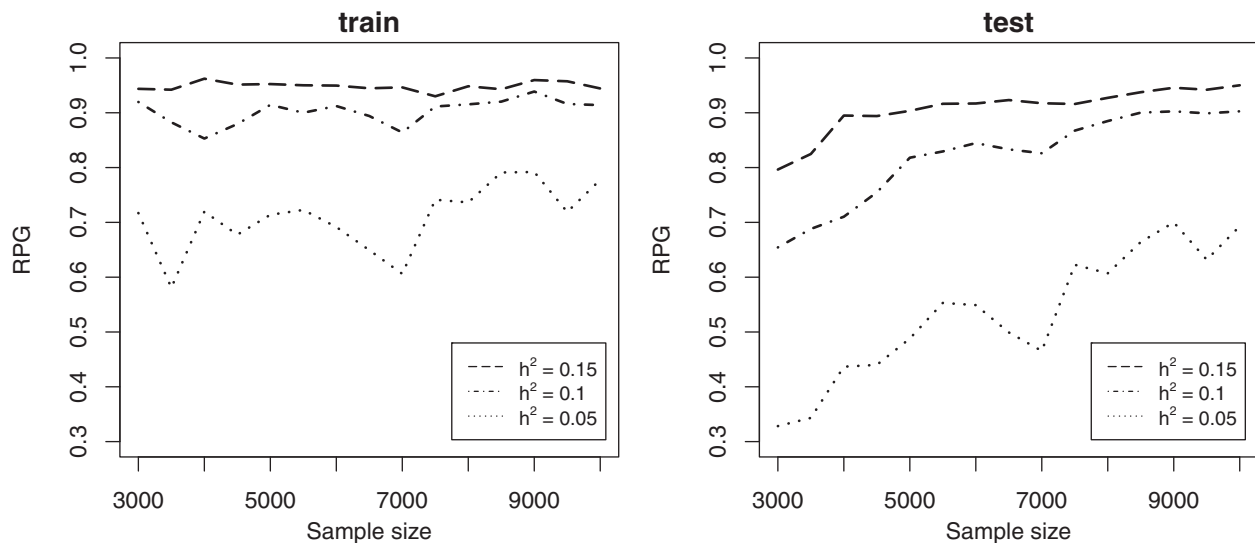 train
RPG
1.0
0.9
0.8
0.7
0.6
0.5
0.4
0.3
h² = 0.15
h² = 0.1
h² = 0.05
3000 5000 7000 9000
Sample size
test
RPG
1.0
0.9
0.8
0.7
0.6
0.5
0.4
0.3
h² = 0.15
h² = 0.1
h² = 0.05
3000 5000 7000 9000
Sample size